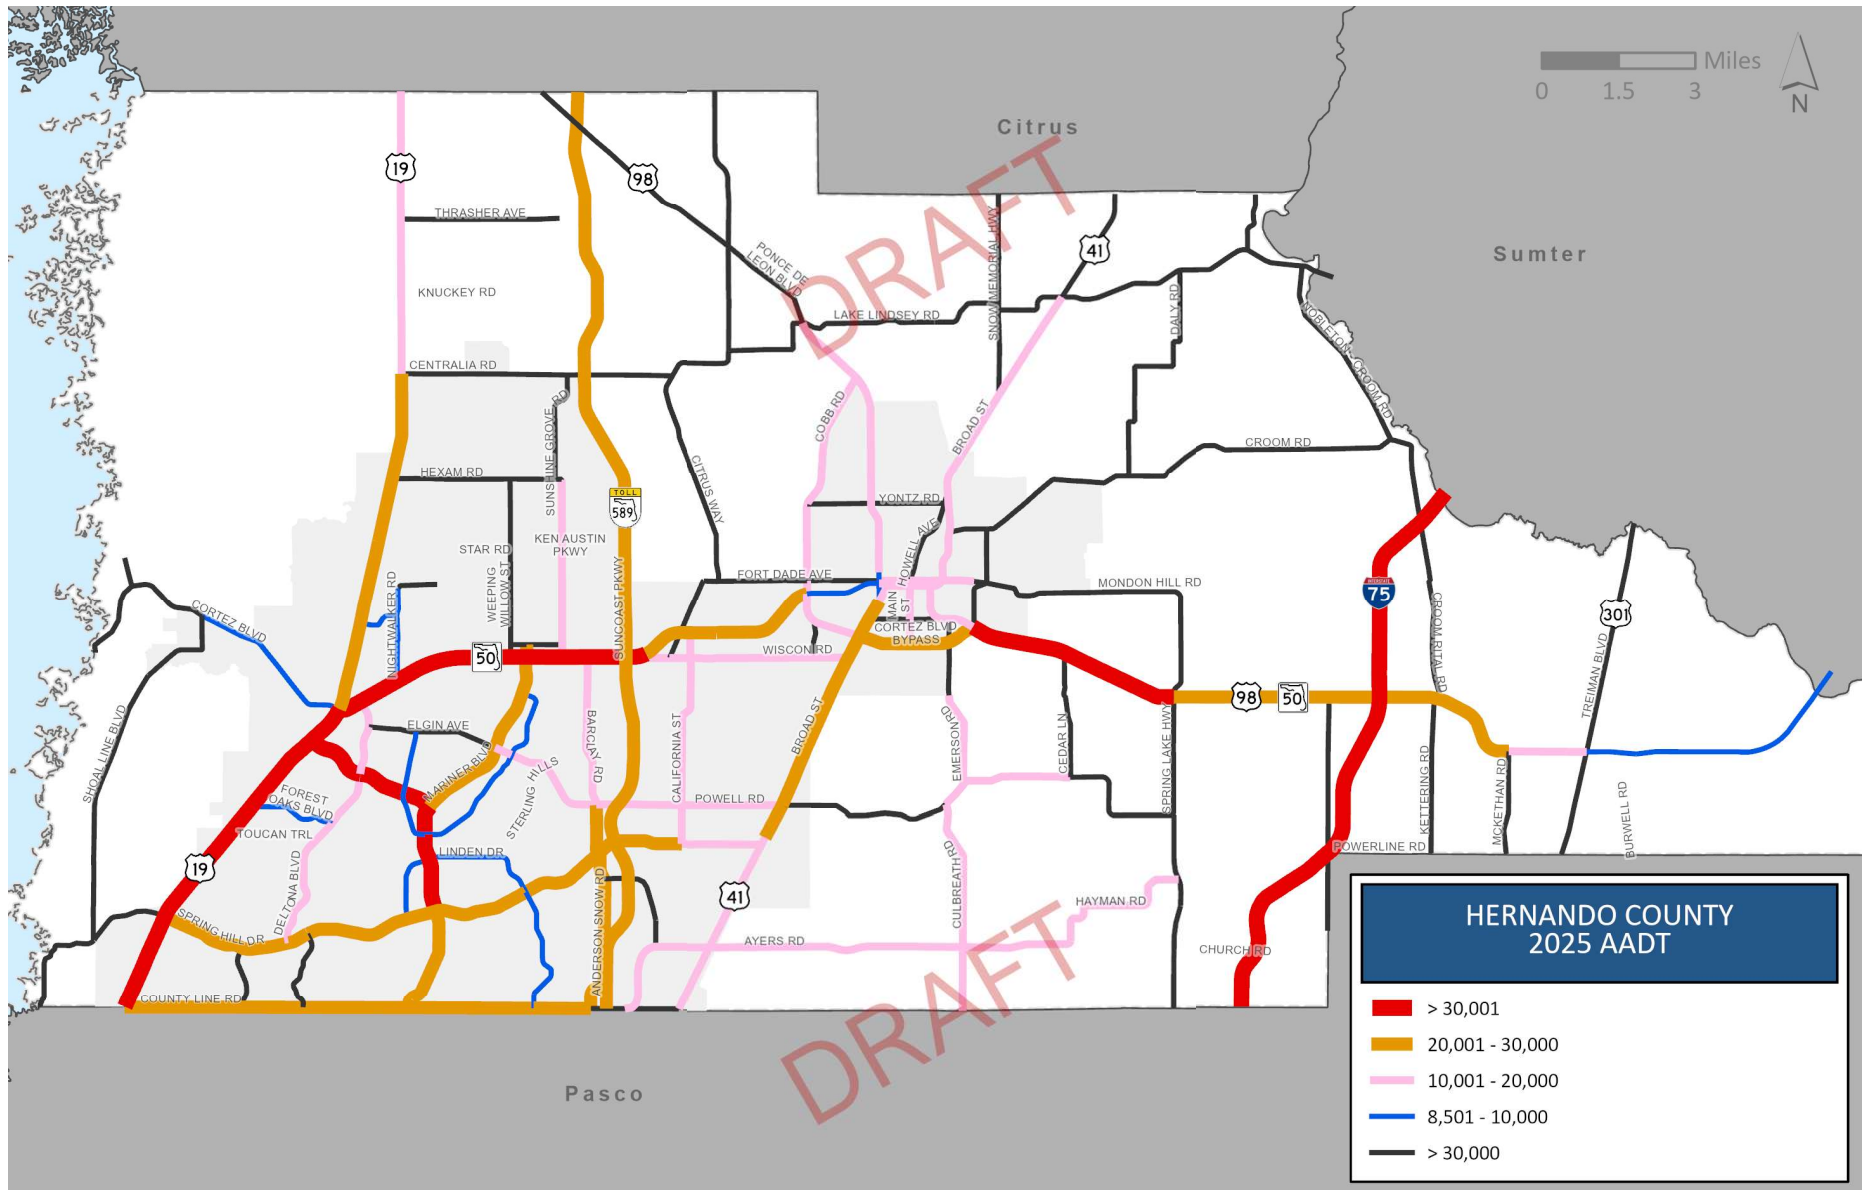 Miles
0 1.5 3
N
Citrus
Sumter
Pasco
DRAFT
DRAFT
19
98
41
THRASHER AVE
KNUCKEY RD
CENTRALIA RD
PONCE DE
LEON BLVD
LAKE LINDSEY RD
SNOW MEMORIAL HWY
DALY RD
NOBLETON - CROOM RD
SUNSHINE GROVE RD
COBB RD
BROAD ST
CROOM RD
HEXAM RD
TOLL
589
CITRUS WAY
YONTZ RD
STAR RD
KEN AUSTIN
PKWY
HOWELL AVE
WEEPING
WILLOW ST
SUNCOAST PKWY
FORT DADE AVE
MONDON HILL RD
INTERSTATE
75
CROOM RITAL RD
301
NIGHTWALKER RD
CORTEZ BLVD
MAIN
ST
CORTEZ BLVD
BYPASS
50
WISCON RD
98
50
TREIMAN BLVD
SHOAL LINE BLVD
ELGIN AVE
BARCLAY RD
CALIFORNIA ST
BROAD ST
EMERSON RD
CEDAR LN
SPRING LAKE HWY
KETTERING RD
MCKETHAN RD
BURWELL RD
MARINER BLVD
STERLING HILLS
FOREST
OAKS BLVD
POWELL RD
TOUCAN TRL
LINDEN DR
POWERLINE RD
19
DELTONA BLVD
41
ANDERSON SNOW RD
CULBREATH RD
HAYMAN RD
SPRING HILL DR
AYERS RD
CHURCH RD
COUNTY LINE RD
HERNANDO COUNTY
2025 AADT
> 30,001
20,001 - 30,000
10,001 - 20,000
8,501 - 10,000
> 30,000